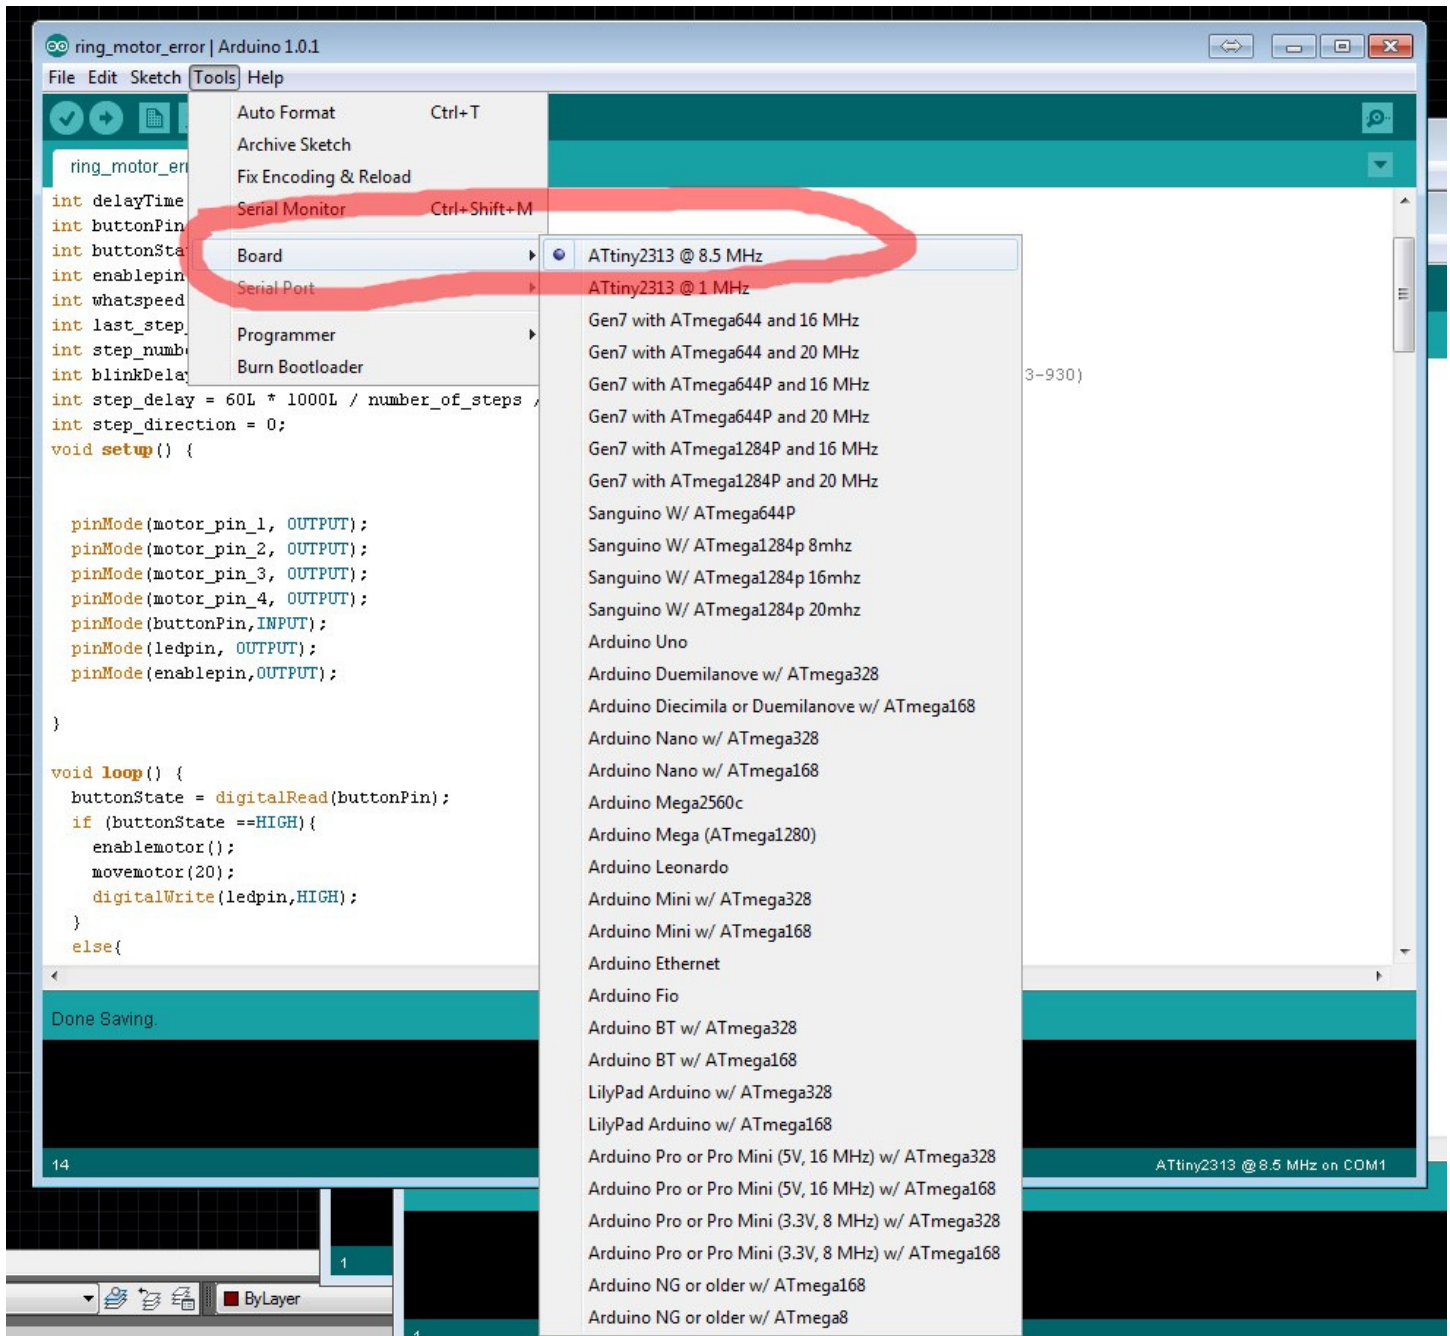 ring_motor_error | Arduino 1.0.1
File Edit Sketch Tools Help
Auto Format Ctrl+T
Archive Sketch
Fix Encoding & Reload
Serial Monitor Ctrl+Shift+M
Board
Serial Port
Programmer
Burn Bootloader
ATtiny2313 @ 8.5 MHz
ATtiny2313 @ 1 MHz
Gen7 with ATmega644 and 16 MHz
Gen7 with ATmega644 and 20 MHz
Gen7 with ATmega644P and 16 MHz
Gen7 with ATmega644P and 20 MHz
Gen7 with ATmega1284P and 16 MHz
Gen7 with ATmega1284P and 20 MHz
Sanguino W/ ATmega644P
Sanguino W/ ATmega1284p 8mhz
Sanguino W/ ATmega1284p 16mhz
Sanguino W/ ATmega1284p 20mhz
Arduino Uno
Arduino Duemilanove w/ ATmega328
Arduino Diecimila or Duemilanove w/ ATmega168
Arduino Nano w/ ATmega328
Arduino Nano w/ ATmega168
Arduino Mega2560c
Arduino Mega (ATmega1280)
Arduino Leonardo
Arduino Mini w/ ATmega328
Arduino Mini w/ ATmega168
Arduino Ethernet
Arduino Fio
Arduino BT w/ ATmega328
Arduino BT w/ ATmega168
LilyPad Arduino w/ ATmega328
LilyPad Arduino w/ ATmega168
Arduino Pro or Pro Mini (5V, 16 MHz) w/ ATmega328
Arduino Pro or Pro Mini (5V, 16 MHz) w/ ATmega168
Arduino Pro or Pro Mini (3.3V, 8 MHz) w/ ATmega328
Arduino Pro or Pro Mini (3.3V, 8 MHz) w/ ATmega168
Arduino NG or older w/ ATmega168
Arduino NG or older w/ ATmega8
ring_motor_er
int delayTime
int buttonPin
int buttonSta
int enablepin
int whatspeed
int last_step_
int step_numb
int blinkDelay 3-930)
int step_delay = 60L * 1000L / number_of_steps /
int step_direction = 0;
void setup() {
pinMode(motor_pin_1, OUTPUT);
pinMode(motor_pin_2, OUTPUT);
pinMode(motor_pin_3, OUTPUT);
pinMode(motor_pin_4, OUTPUT);
pinMode(buttonPin,INPUT);
pinMode(ledpin, OUTPUT);
pinMode(enablepin,OUTPUT);
}
void loop() {
buttonState = digitalRead(buttonPin);
if (buttonState ==HIGH){
enablemotor();
movemotor(20);
digitalWrite(ledpin,HIGH);
}
else{
Done Saving.
14 ATtiny2313 @ 8.5 MHz on COM1
1
ByLayer
1